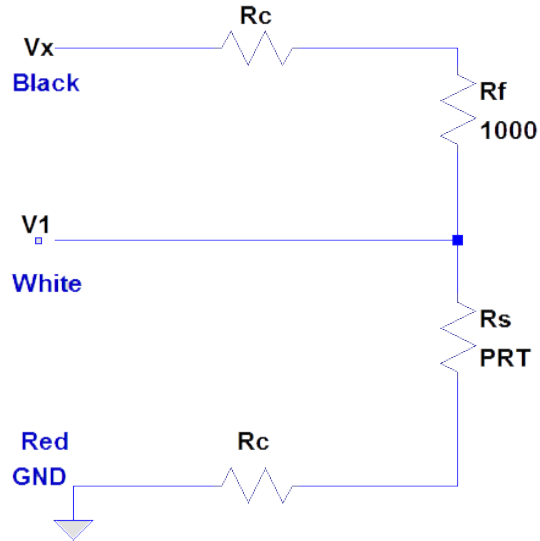 Rc
Vx
Black
Rf
1000
V1
White
Rs
PRT
Red
Rc
GND